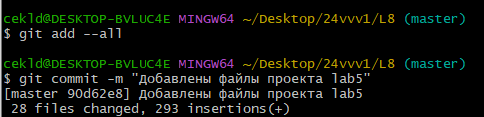 cekld@DESKTOP-BVLUC4E MINGW64 ~/Desktop/24vvv1/L8 (master)
$ git add --all
cekld@DESKTOP-BVLUC4E MINGW64 ~/Desktop/24vvv1/L8 (master)
$ git commit -m "Добавлены файлы проекта lab5"
[master 90d62e8] Добавлены файлы проекта lab5
28 files changed, 293 insertions(+)